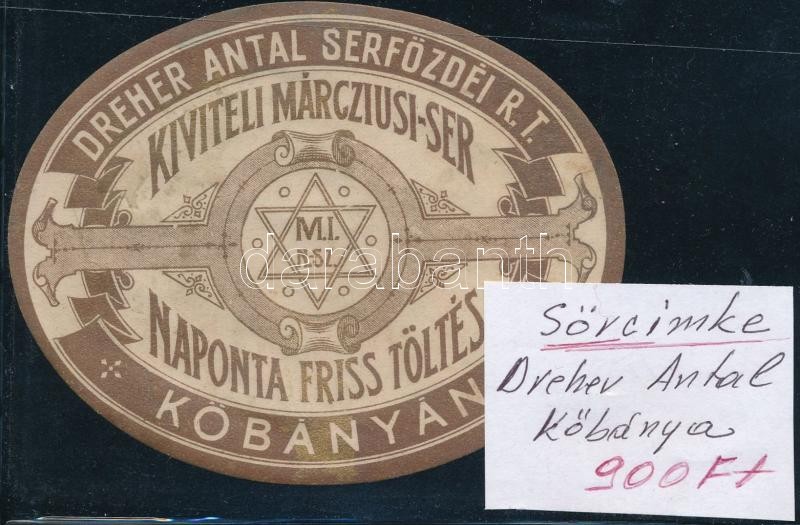 DREHER ANTAL SERFŐZDÉI R.T.
KIVITELI MÁRCZIUSI-SER
M.I.
NAPONTA FRISS TÖLTÉS
KŐBÁNYÁN
darabanth
Sörcimke
Dreher Antal
Kőbánya
900 Ft